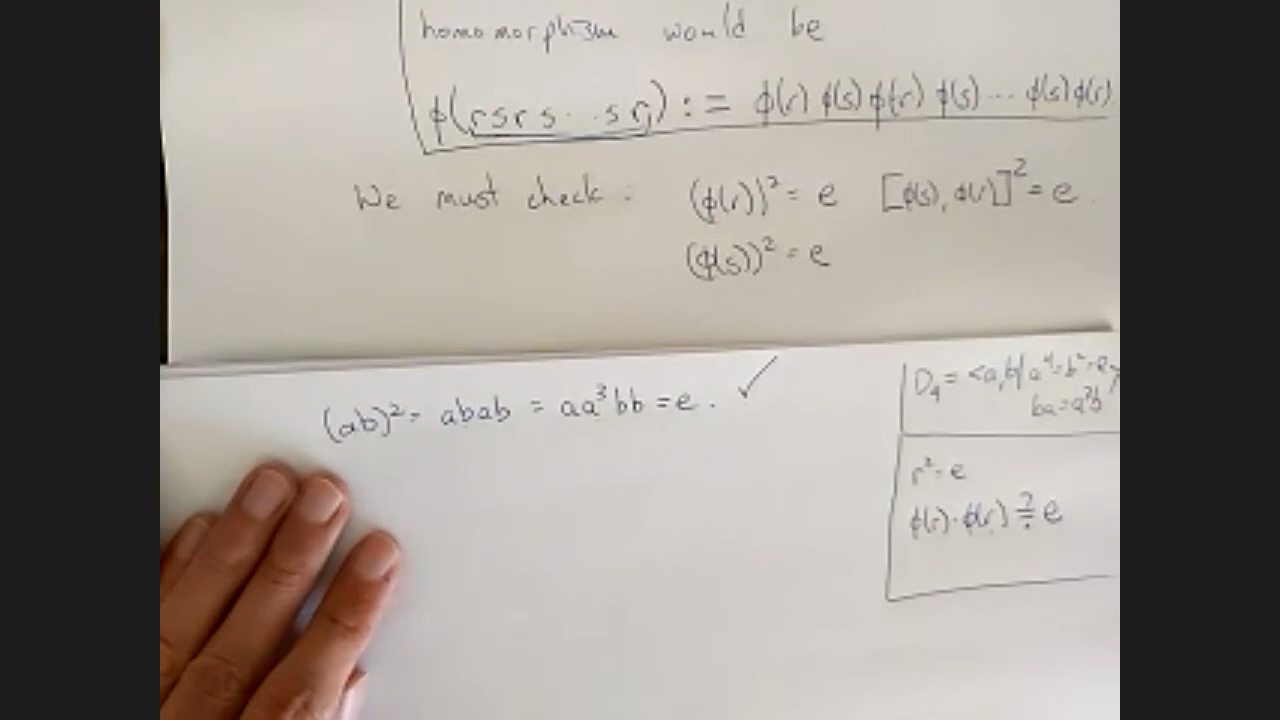 homomorphism would be
ϕ(rsrs...sr) := ϕ(r) ϕ(s) ϕ(r) ϕ(s) ... ϕ(s) ϕ(r)
We must check : (ϕ(r))² = e [ϕ(s), ϕ(r)]² = e.
(ϕ(s))² = e
(ab)² = abab = aa³bb = e. ✓
D₄ = <a,b| a⁴=b²=e,
ba=a³b
r² = e
ϕ(r)·ϕ(r) ≟ e